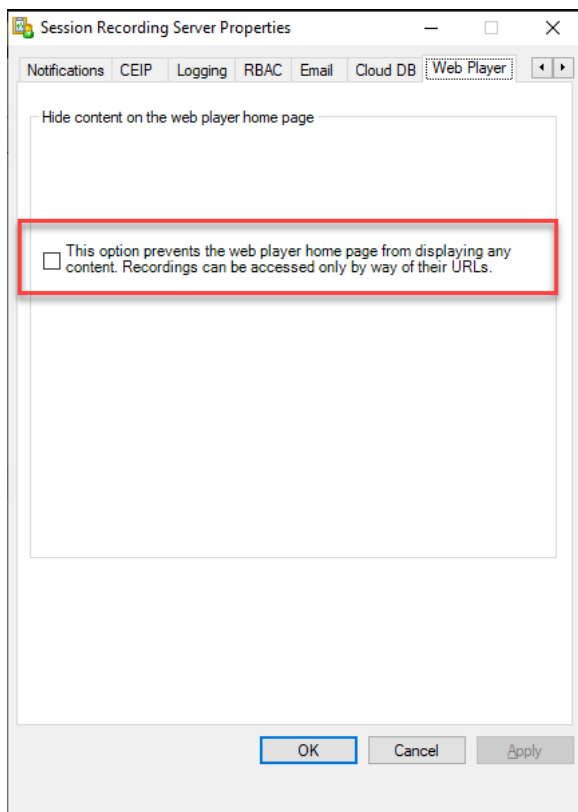 Session Recording Server Properties
Notifications CEIP Logging RBAC Email Cloud DB Web Player
Hide content on the web player home page
This option prevents the web player home page from displaying any
content. Recordings can be accessed only by way of their URLs.
OK Cancel Apply